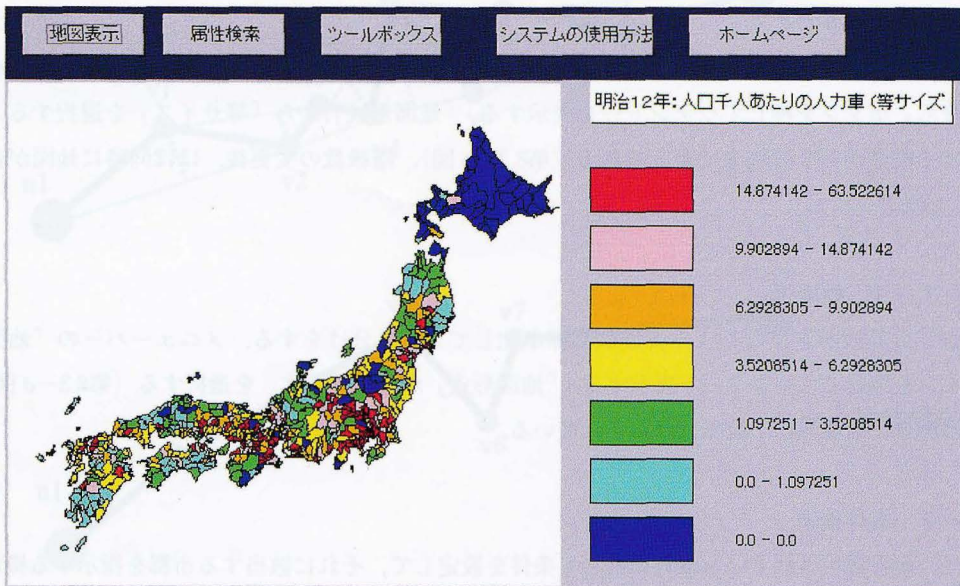 地図表示
属性検索
ツールボックス
システムの使用方法
ホームページ
明治12年:人口千人あたりの人力車 (等サイズ
14.874142 - 63.522614
9.902894 - 14.874142
6.2928305 - 9.902894
3.5208514 - 6.2928305
1.097251 - 3.5208514
0.0 - 1.097251
0.0 - 0.0